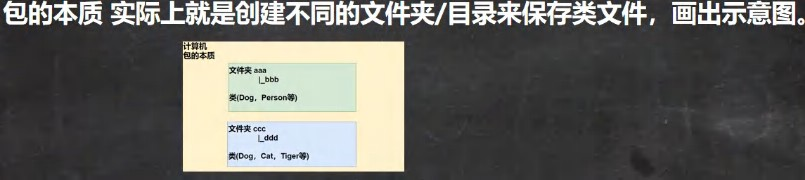 包的本质 实际上就是创建不同的文件夹/目录来保存类文件，画出示意图。
计算机
包的本质
文件夹 aaa
|_bbb
类(Dog，Person等)
文件夹 ccc
|_ddd
类(Dog，Cat，Tiger等)